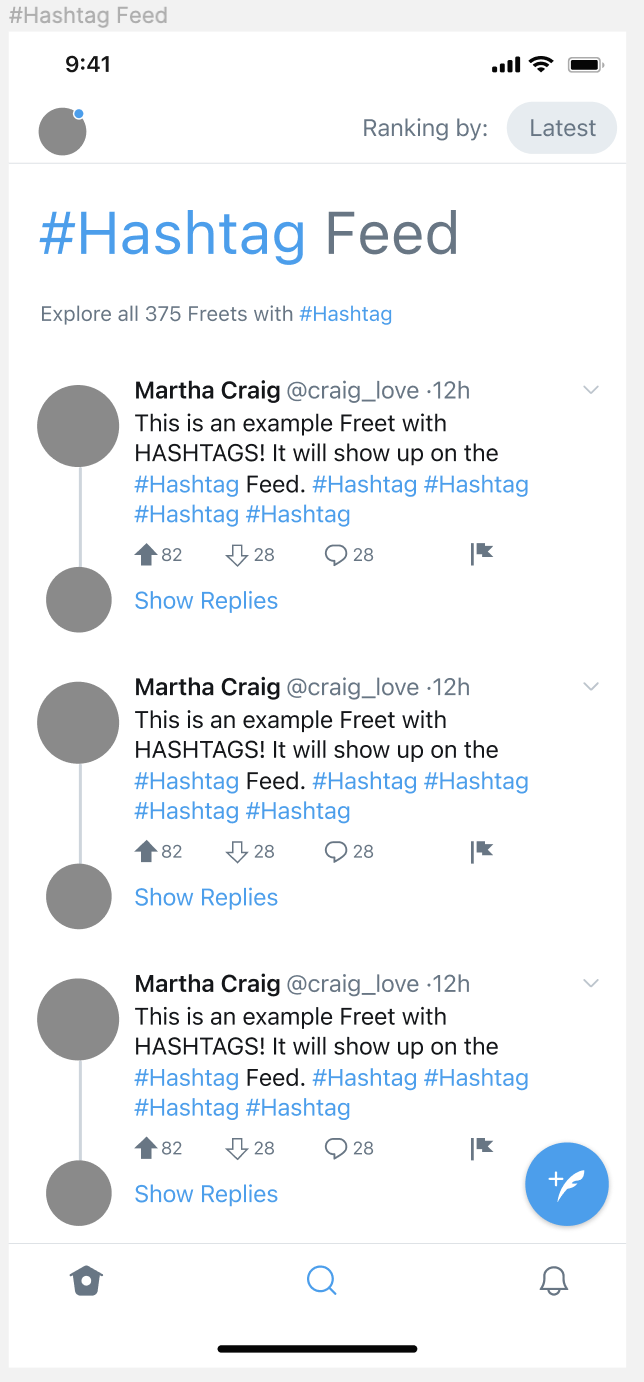 #Hashtag Feed
9:41
Ranking by: Latest
#Hashtag Feed
Explore all 375 Freets with #Hashtag
Martha Craig @craig_love ·12h
This is an example Freet with
HASHTAGS! It will show up on the
#Hashtag Feed. #Hashtag #Hashtag
#Hashtag #Hashtag
82 28 28
Show Replies
Martha Craig @craig_love ·12h
This is an example Freet with
HASHTAGS! It will show up on the
#Hashtag Feed. #Hashtag #Hashtag
#Hashtag #Hashtag
82 28 28
Show Replies
Martha Craig @craig_love ·12h
This is an example Freet with
HASHTAGS! It will show up on the
#Hashtag Feed. #Hashtag #Hashtag
#Hashtag #Hashtag
82 28 28
Show Replies